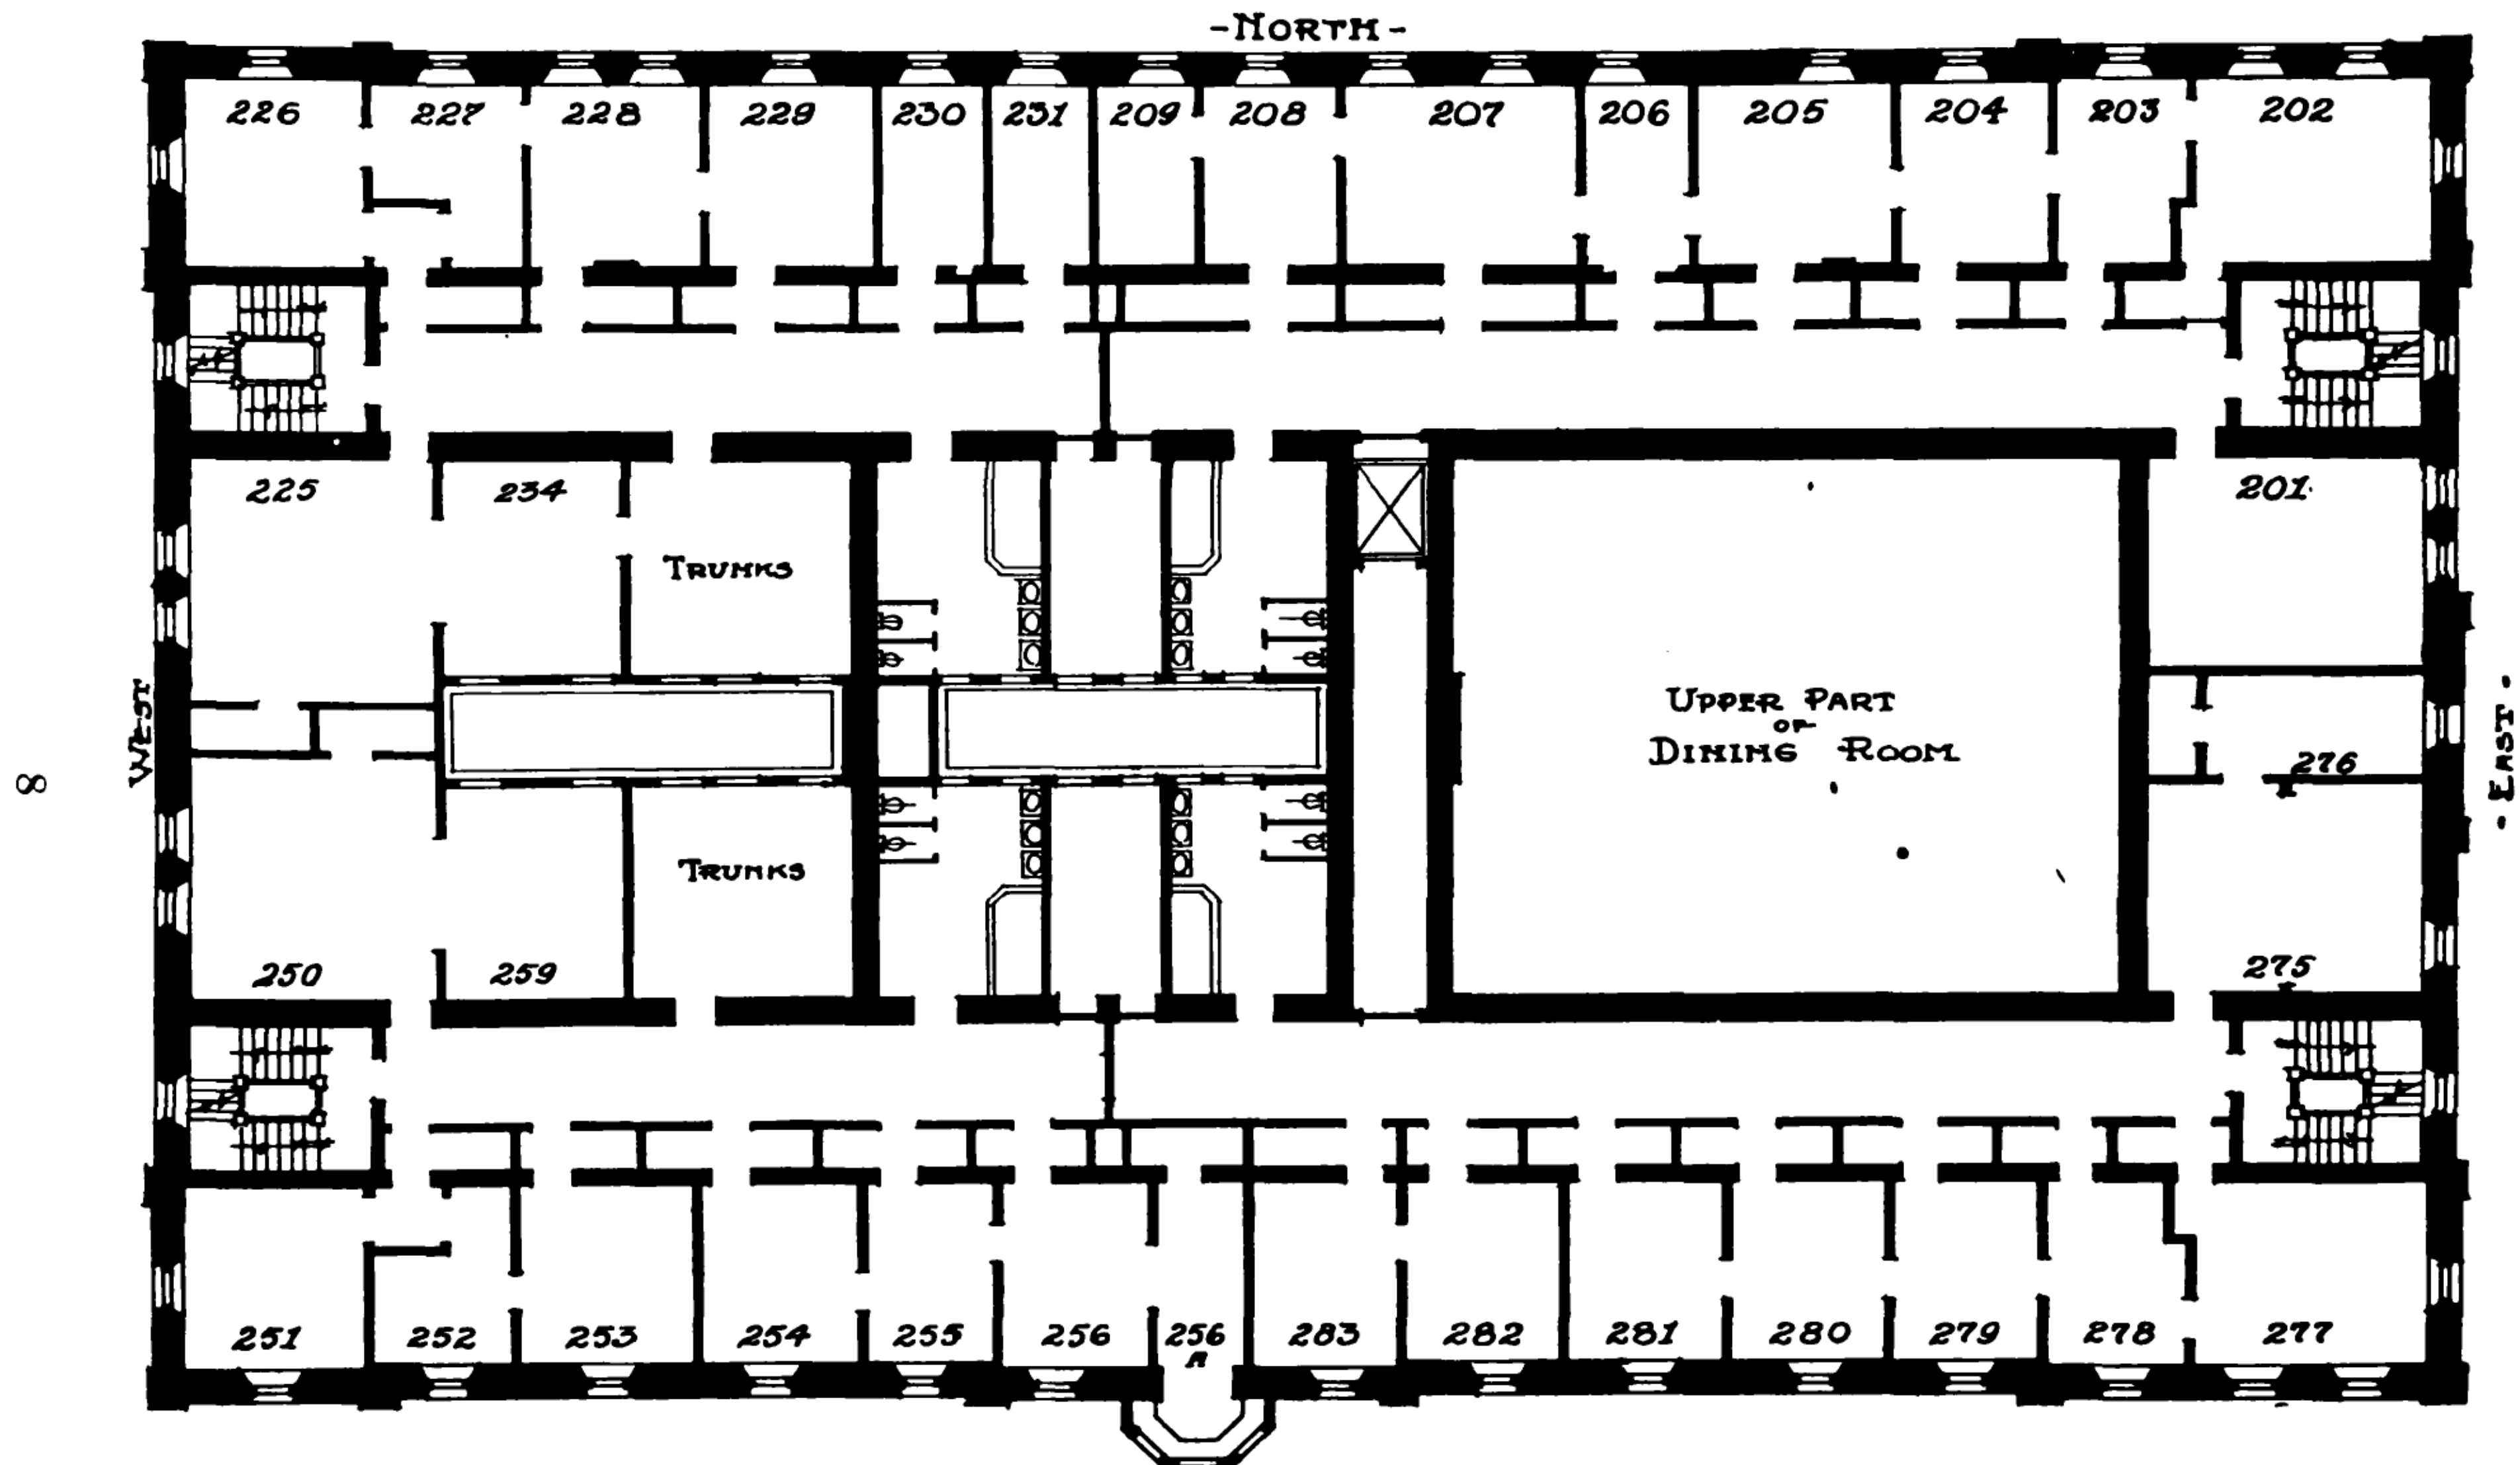 -NORTH-
226 227 228 229 230 231 209 208 207 206 205 204 203 202
225 234 201
TRUNKS
WEST
8
UPPER PART
OF
DINING ROOM
276
-EAST-
TRUNKS
250 259 275
251 252 253 254 255 256 256 283 282 281 280 279 278 277
A